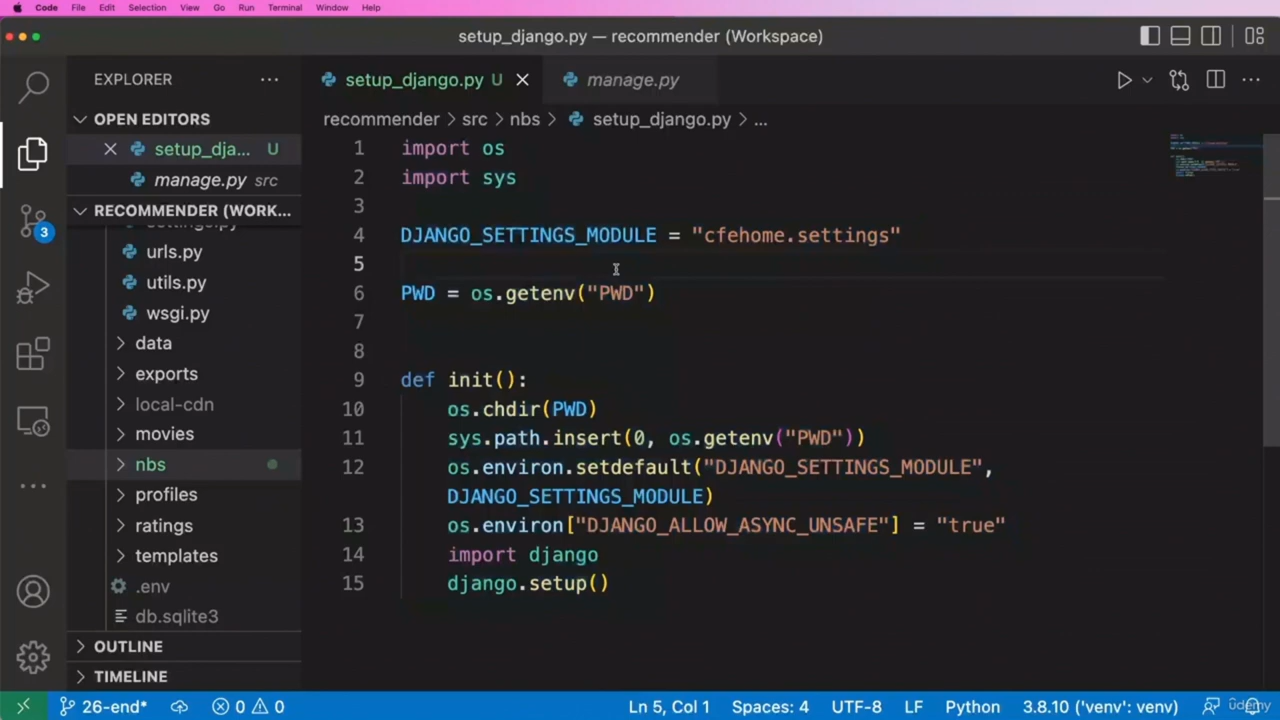 Code File Edit Selection View Go Run Terminal Window Help
setup_django.py — recommender (Workspace)
EXPLORER ...
setup_django.py U
manage.py
OPEN EDITORS
setup_dja... U
manage.py src
RECOMMENDER (WORK...
settings.py
urls.py
utils.py
wsgi.py
data
exports
local-cdn
movies
nbs
profiles
ratings
templates
.env
db.sqlite3
OUTLINE
TIMELINE
3
recommender > src > nbs > setup_django.py > ...
1 import os
2 import sys
3
4 DJANGO_SETTINGS_MODULE = "cfehome.settings"
5
6 PWD = os.getenv("PWD")
7
8
9 def init():
10 os.chdir(PWD)
11 sys.path.insert(0, os.getenv("PWD"))
12 os.environ.setdefault("DJANGO_SETTINGS_MODULE",
DJANGO_SETTINGS_MODULE)
13 os.environ["DJANGO_ALLOW_ASYNC_UNSAFE"] = "true"
14 import django
15 django.setup()
26-end* 0 0 Ln 5, Col 1 Spaces: 4 UTF-8 LF Python 3.8.10 ('venv': venv)
udemy